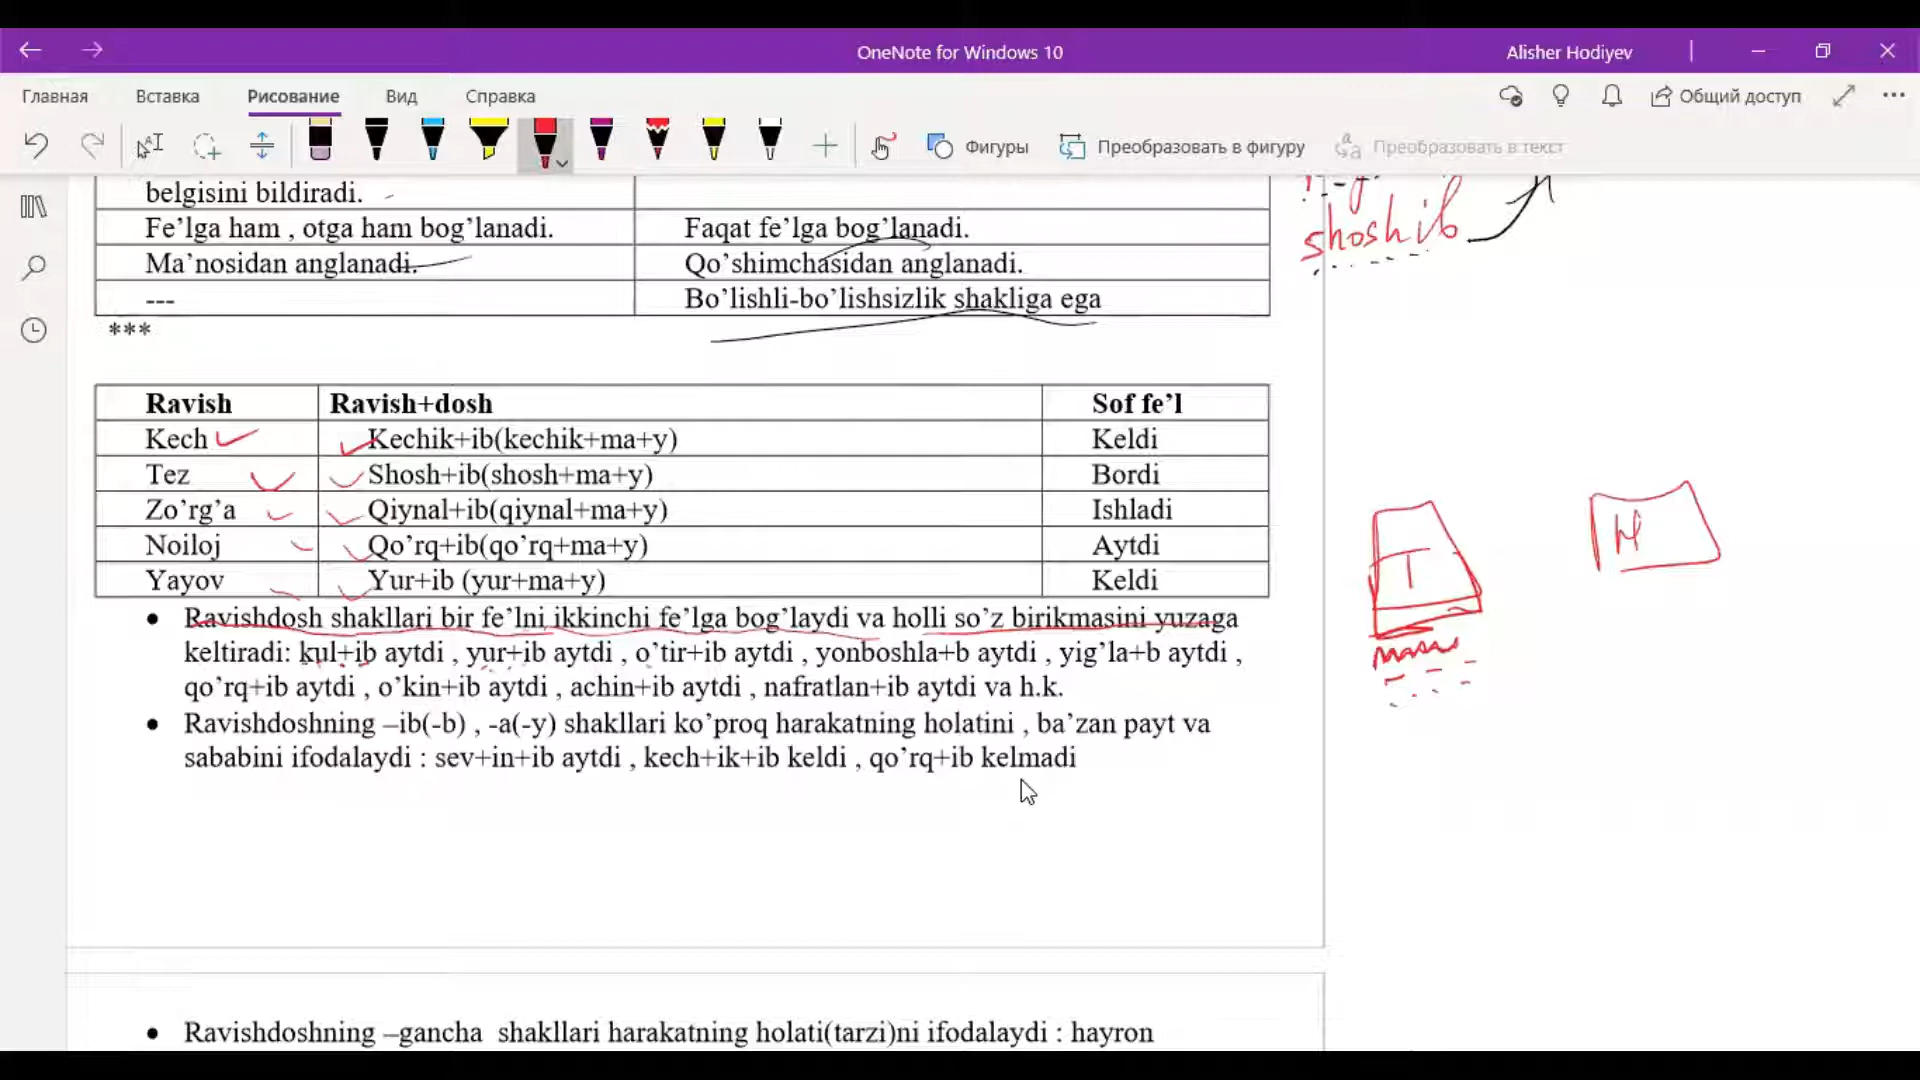 OneNote for Windows 10
Alisher Hodiyev
Главная Вставка Рисование Вид Справка
Общий доступ
Фигуры Преобразовать в фигуру Преобразовать в текст
belgisini bildiradi.
Fe’lga ham , otga ham bog’lanadi. Faqat fe’lga bog’lanadi.
shoshib
Ma’nosidan anglanadi. Qo’shimchasidan anglanadi.
--- Bo’lishli-bo’lishsizlik shakliga ega
***
Ravish Ravish+dosh Sof fe’l
Kech Kechik+ib(kechik+ma+y) Keldi
Tez Shosh+ib(shosh+ma+y) Bordi
Zo’rg’a Qiynal+ib(qiynal+ma+y) Ishladi
Noiloj Qo’rq+ib(qo’rq+ma+y) Aytdi
Yayov Yur+ib (yur+ma+y) Keldi
T
H
• Ravishdosh shakllari bir fe’lni ikkinchi fe’lga bog’laydi va holli so’z birikmasini yuzaga
keltiradi: kul+ib aytdi , yur+ib aytdi , o’tir+ib aytdi , yonboshla+b aytdi , yig’la+b aytdi ,
qo’rq+ib aytdi , o’kin+ib aytdi , achin+ib aytdi , nafratlan+ib aytdi va h.k.
• Ravishdoshning –ib(-b) , -a(-y) shakllari ko’proq harakatning holatini , ba’zan payt va
sababini ifodalaydi : sev+in+ib aytdi , kech+ik+ib keldi , qo’rq+ib kelmadi
• Ravishdoshning –gancha shakllari harakatning holati(tarzi)ni ifodalaydi : hayron